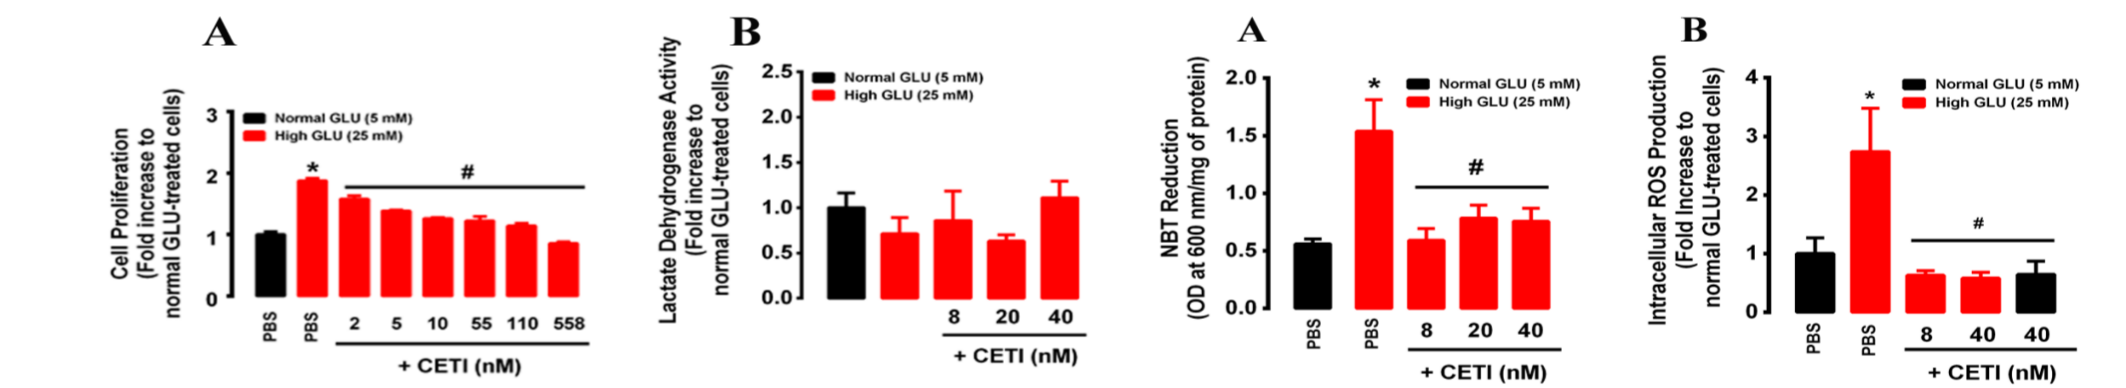 A
Cell Proliferation
(Fold increase to
normal GLU-treated cells)
3
2
1
0
Normal GLU (5 mM)
High GLU (25 mM)
*
#
PBS
PBS
2 5 10 55 110 558
+ CETI (nM)
B
Lactate Dehydrogenase Activity
(Fold increase to
normal GLU-treated cells)
2.5
2.0
1.5
1.0
0.5
0.0
Normal GLU (5 mM)
High GLU (25 mM)
8 20 40
+ CETI (nM)
A
NBT Reduction
(OD at 600 nm/mg of protein)
2.0
1.5
1.0
0.5
0.0
Normal GLU (5 mM)
High GLU (25 mM)
*
#
PBS
PBS
8 20 40
+ CETI (nM)
B
Intracellular ROS Production
(Fold Increase to
normal GLU-treated cells)
4
3
2
1
0
Normal GLU (5 mM)
High GLU (25 mM)
*
#
PBS
PBS
8 40 40
+ CETI (nM)